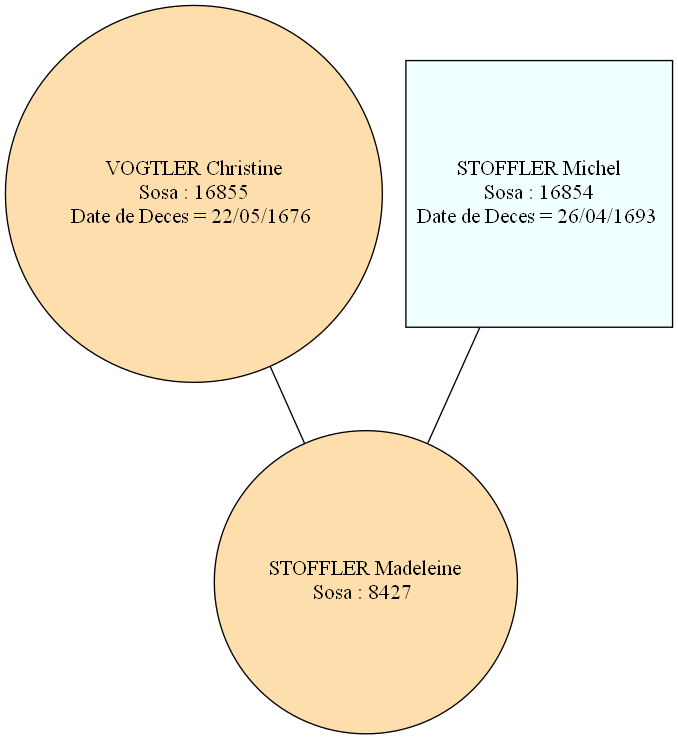 VOGTLER Christine
Sosa : 16855
Date de Deces = 22/05/1676
STOFFLER Michel
Sosa : 16854
Date de Deces = 26/04/1693
STOFFLER Madeleine
Sosa : 8427